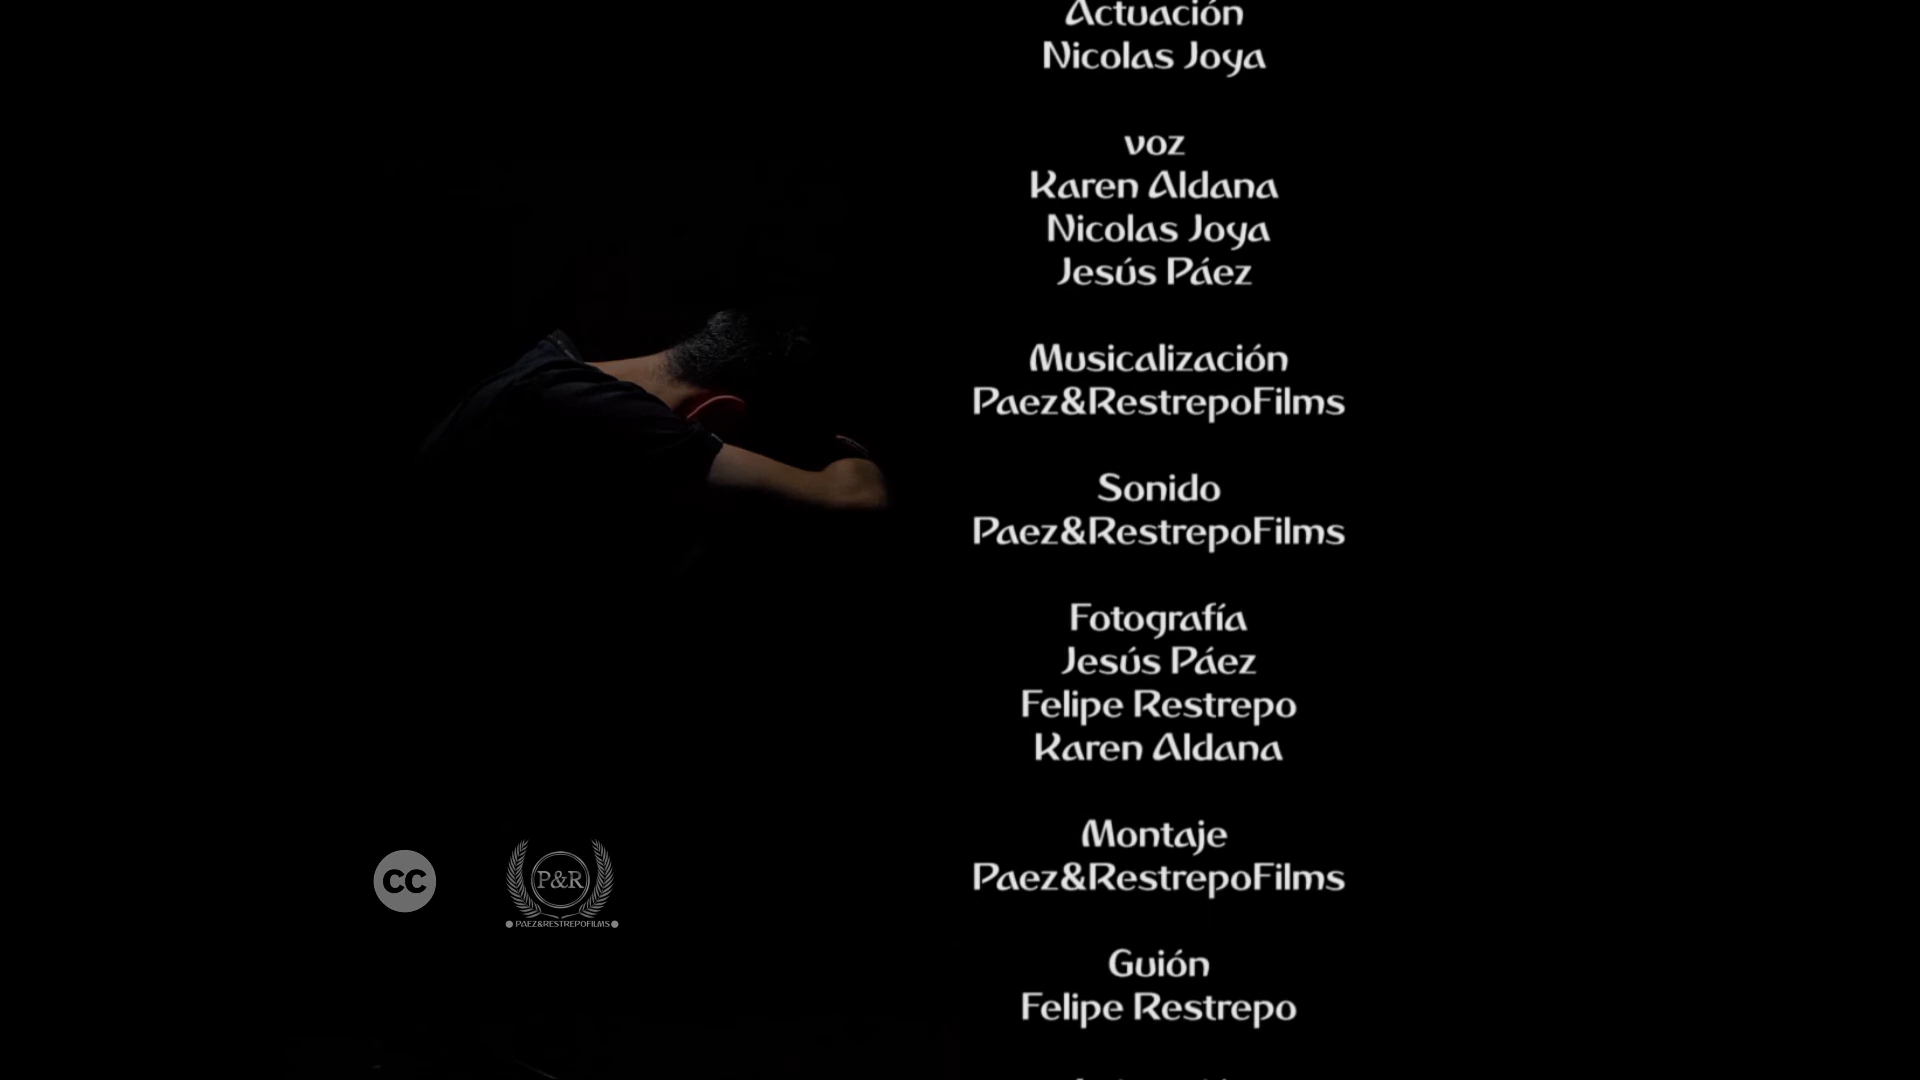 Actuación
Nicolas Joya
voz
Karen Aldana
Nicolas Joya
Jesús Páez
Musicalización
Paez&RestrepoFilms
Sonido
Paez&RestrepoFilms
Fotografía
Jesús Páez
Felipe Restrepo
Karen Aldana
Montaje
Paez&RestrepoFilms
Guión
Felipe Restrepo
CC
P&R
PAEZ&RESTREPOFILMS